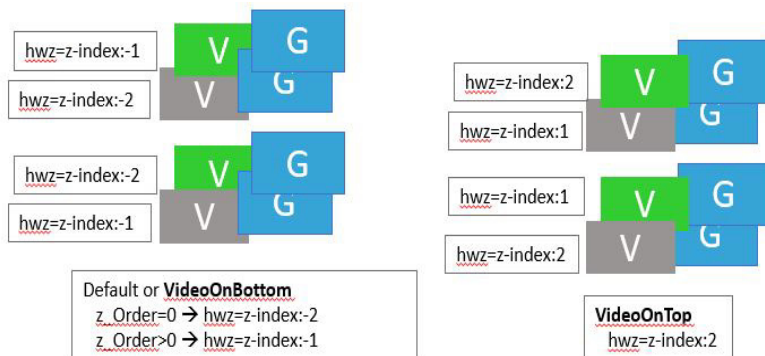 hwz=z-index:-1
V
G
hwz=z-index:-2
V
G
hwz=z-index:-2
V
G
hwz=z-index:-1
V
G
Default or VideoOnBottom
z_Order=0 → hwz=z-index:-2
z_Order>0 → hwz=z-index:-1
hwz=z-index:2
V
G
hwz=z-index:1
V
G
hwz=z-index:1
V
G
hwz=z-index:2
V
G
VideoOnTop
hwz=z-index:2